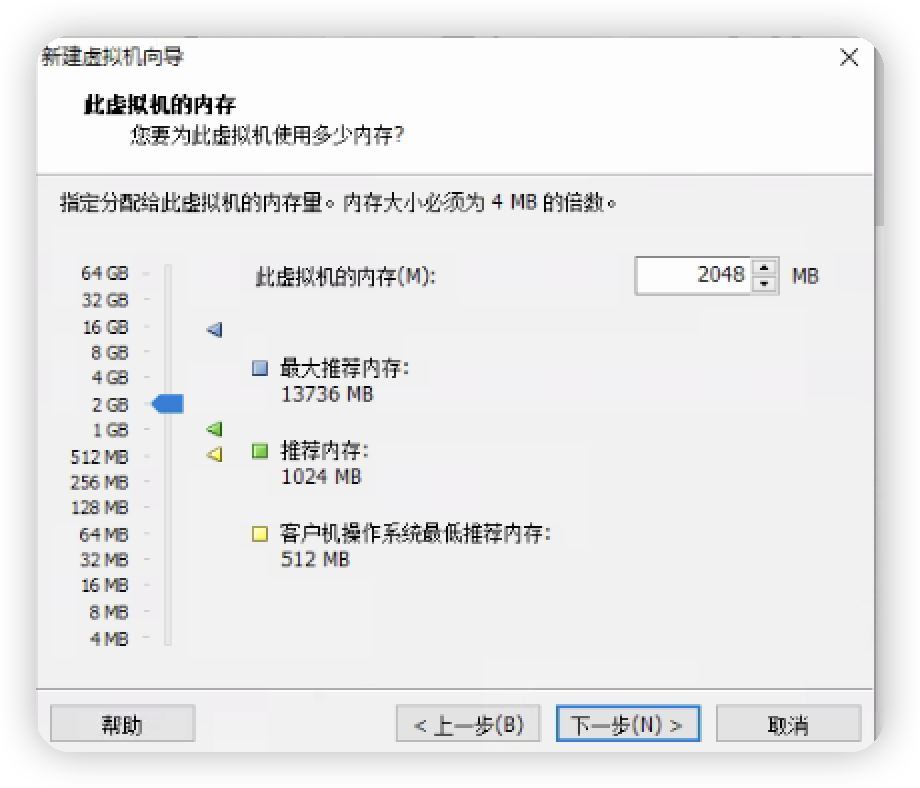 新建虚拟机向导
此虚拟机的内存
您要为此虚拟机使用多少内存?
指定分配给此虚拟机的内存量。内存大小必须为 4 MB 的倍数。
64 GB
32 GB
16 GB
8 GB
4 GB
2 GB
1 GB
512 MB
256 MB
128 MB
64 MB
32 MB
16 MB
8 MB
4 MB
此虚拟机的内存(M): 2048 MB
最大推荐内存:
13736 MB
推荐内存:
1024 MB
客户机操作系统最低推荐内存:
512 MB
帮助 < 上一步(B) 下一步(N) > 取消